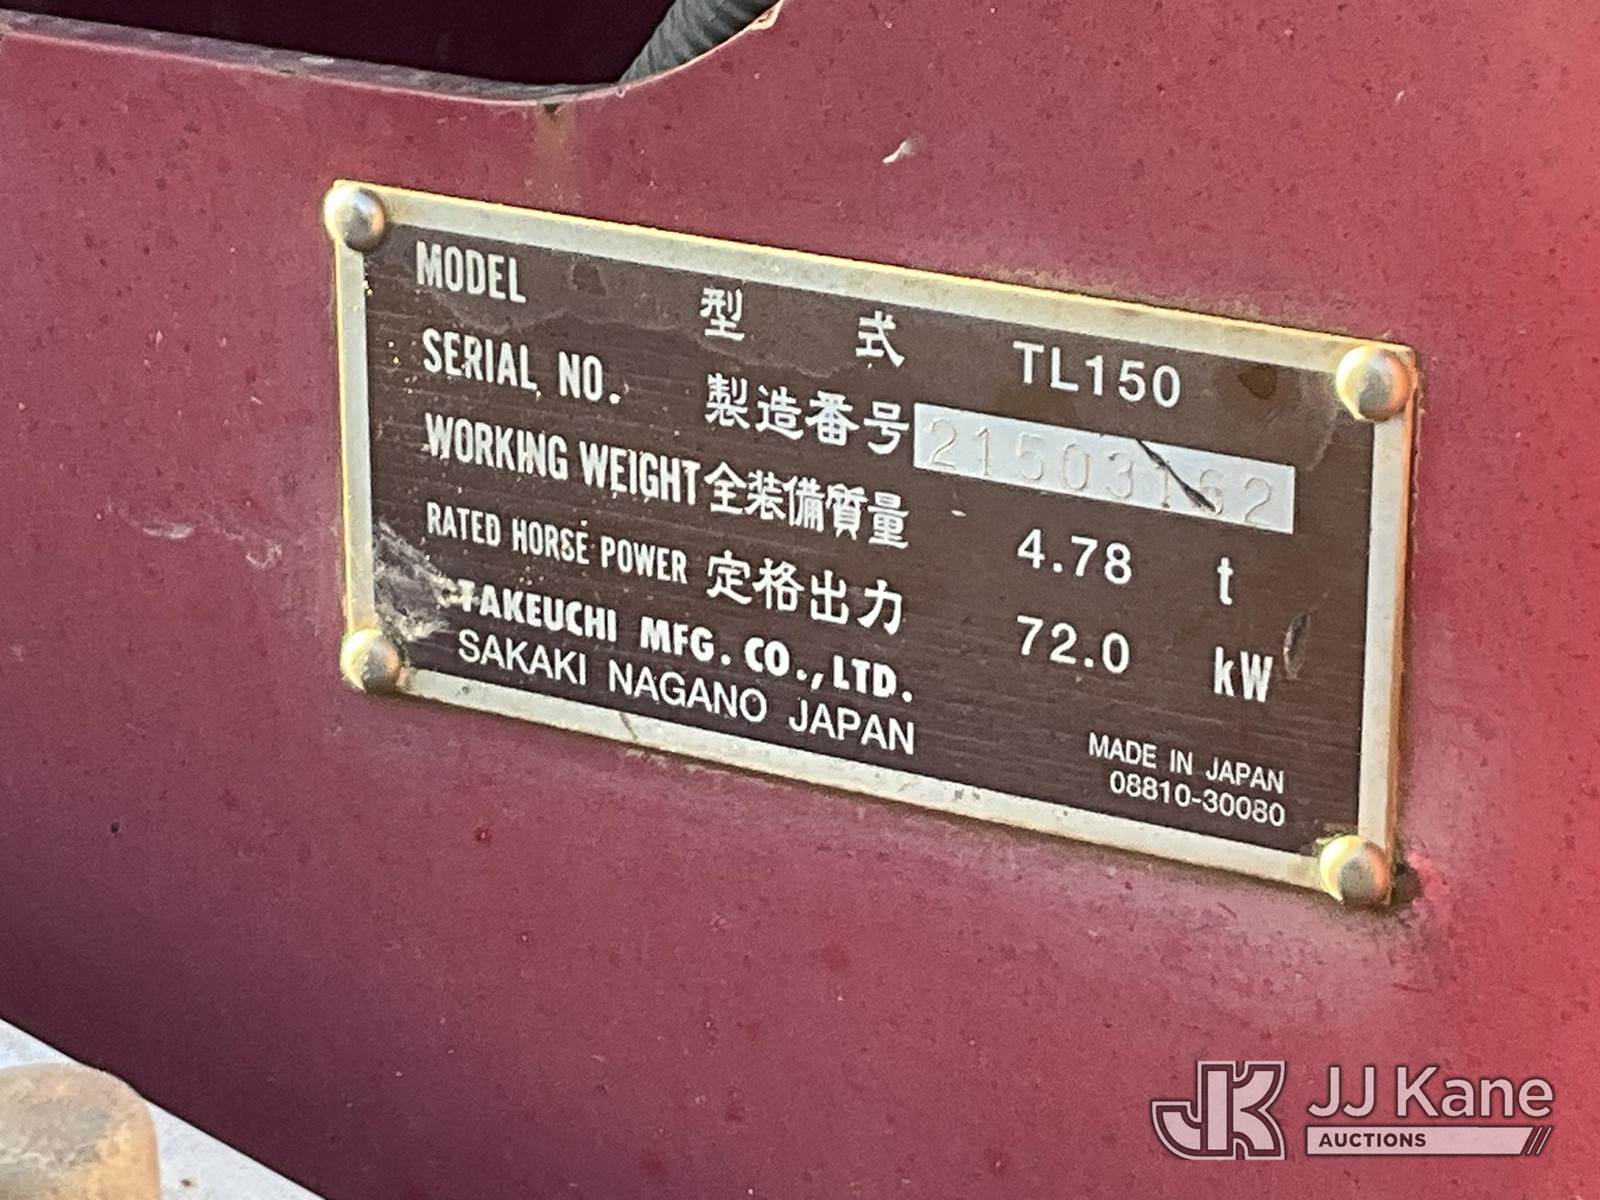 MODEL 型 式 TL150
SERIAL NO. 製造番号 21503162
WORKING WEIGHT 全装備質量 4.78 t
RATED HORSE POWER 定格出力 72.0 kW
TAKEUCHI MFG. CO., LTD.
SAKAKI NAGANO JAPAN
MADE IN JAPAN
08810-30080
JK JJ Kane
AUCTIONS